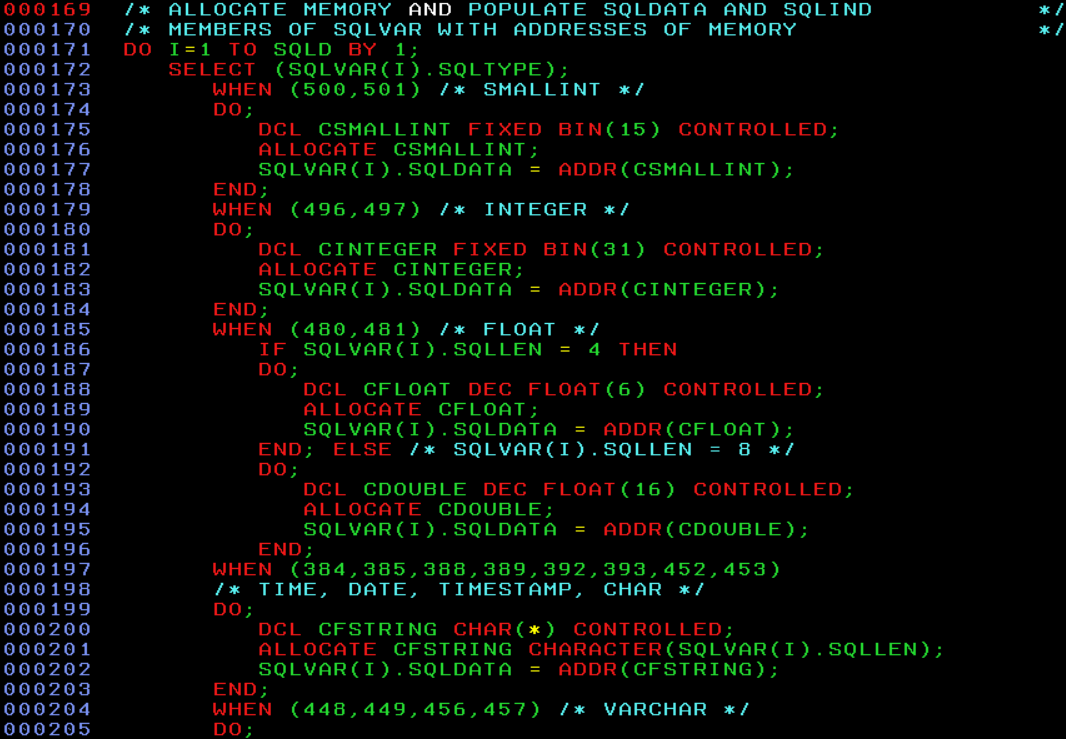 000169  /* ALLOCATE MEMORY AND POPULATE SQLDATA AND SQLIND           */
000170  /* MEMBERS OF SQLVAR WITH ADDRESSES OF MEMORY                */
000171  DO I=1 TO SQLD BY 1;
000172     SELECT (SQLVAR(I).SQLTYPE);
000173        WHEN (500,501) /* SMALLINT */
000174        DO;
000175           DCL CSMALLINT FIXED BIN(15) CONTROLLED;
000176           ALLOCATE CSMALLINT;
000177           SQLVAR(I).SQLDATA = ADDR(CSMALLINT);
000178        END;
000179        WHEN (496,497) /* INTEGER */
000180        DO;
000181           DCL CINTEGER FIXED BIN(31) CONTROLLED;
000182           ALLOCATE CINTEGER;
000183           SQLVAR(I).SQLDATA = ADDR(CINTEGER);
000184        END;
000185        WHEN (480,481) /* FLOAT */
000186           IF SQLVAR(I).SQLLEN = 4 THEN
000187           DO;
000188              DCL CFLOAT DEC FLOAT(6) CONTROLLED;
000189              ALLOCATE CFLOAT;
000190              SQLVAR(I).SQLDATA = ADDR(CFLOAT);
000191           END; ELSE /* SQLVAR(I).SQLLEN = 8 */
000192           DO;
000193              DCL CDOUBLE DEC FLOAT(16) CONTROLLED;
000194              ALLOCATE CDOUBLE;
000195              SQLVAR(I).SQLDATA = ADDR(CDOUBLE);
000196           END;
000197        WHEN (384,385,388,389,392,393,452,453)
000198        /* TIME, DATE, TIMESTAMP, CHAR */
000199        DO;
000200           DCL CFSTRING CHAR(*) CONTROLLED;
000201           ALLOCATE CFSTRING CHARACTER(SQLVAR(I).SQLLEN);
000202           SQLVAR(I).SQLDATA = ADDR(CFSTRING);
000203        END;
000204        WHEN (448,449,456,457) /* VARCHAR */
000205        DO;